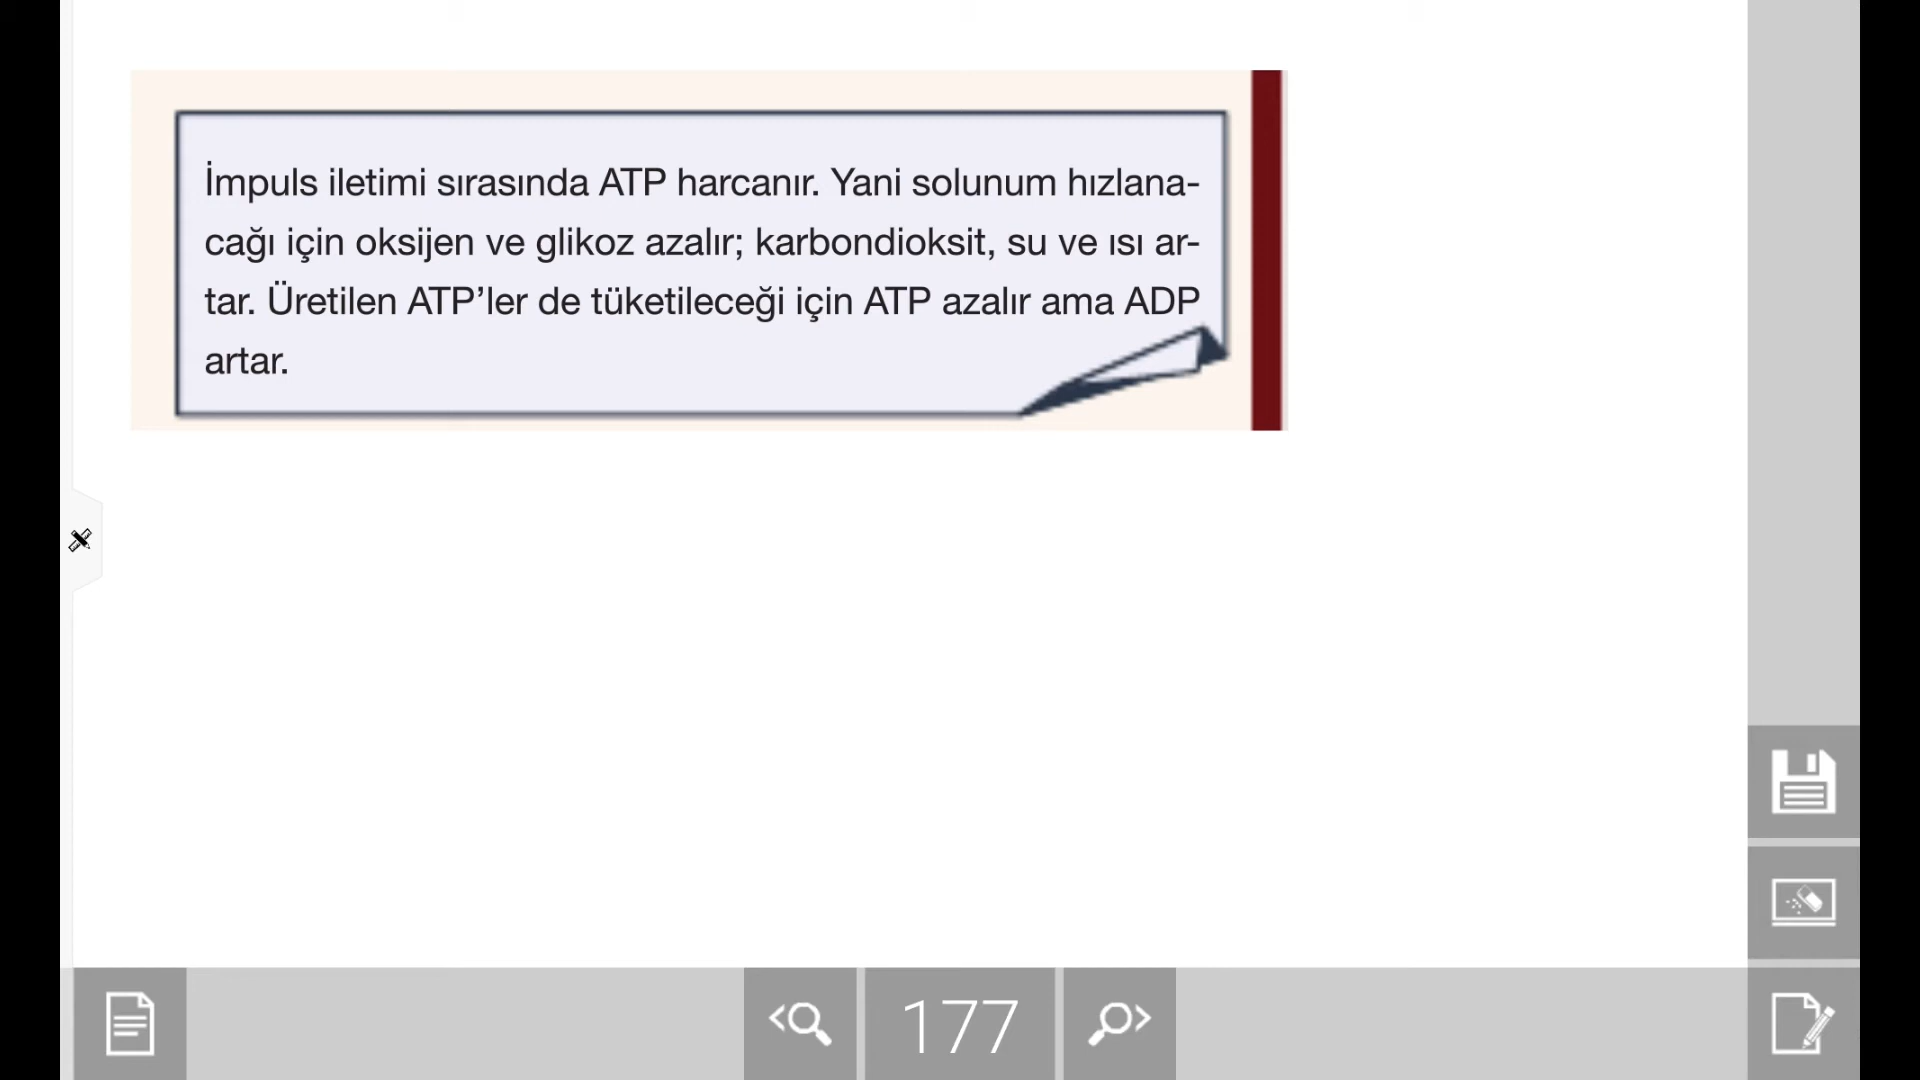 İmpuls iletimi sırasında ATP harcanır. Yani solunum hızlana-
cağı için oksijen ve glikoz azalır; karbondioksit, su ve ısı ar-
tar. Üretilen ATP’ler de tüketileceği için ATP azalır ama ADP
artar.
177